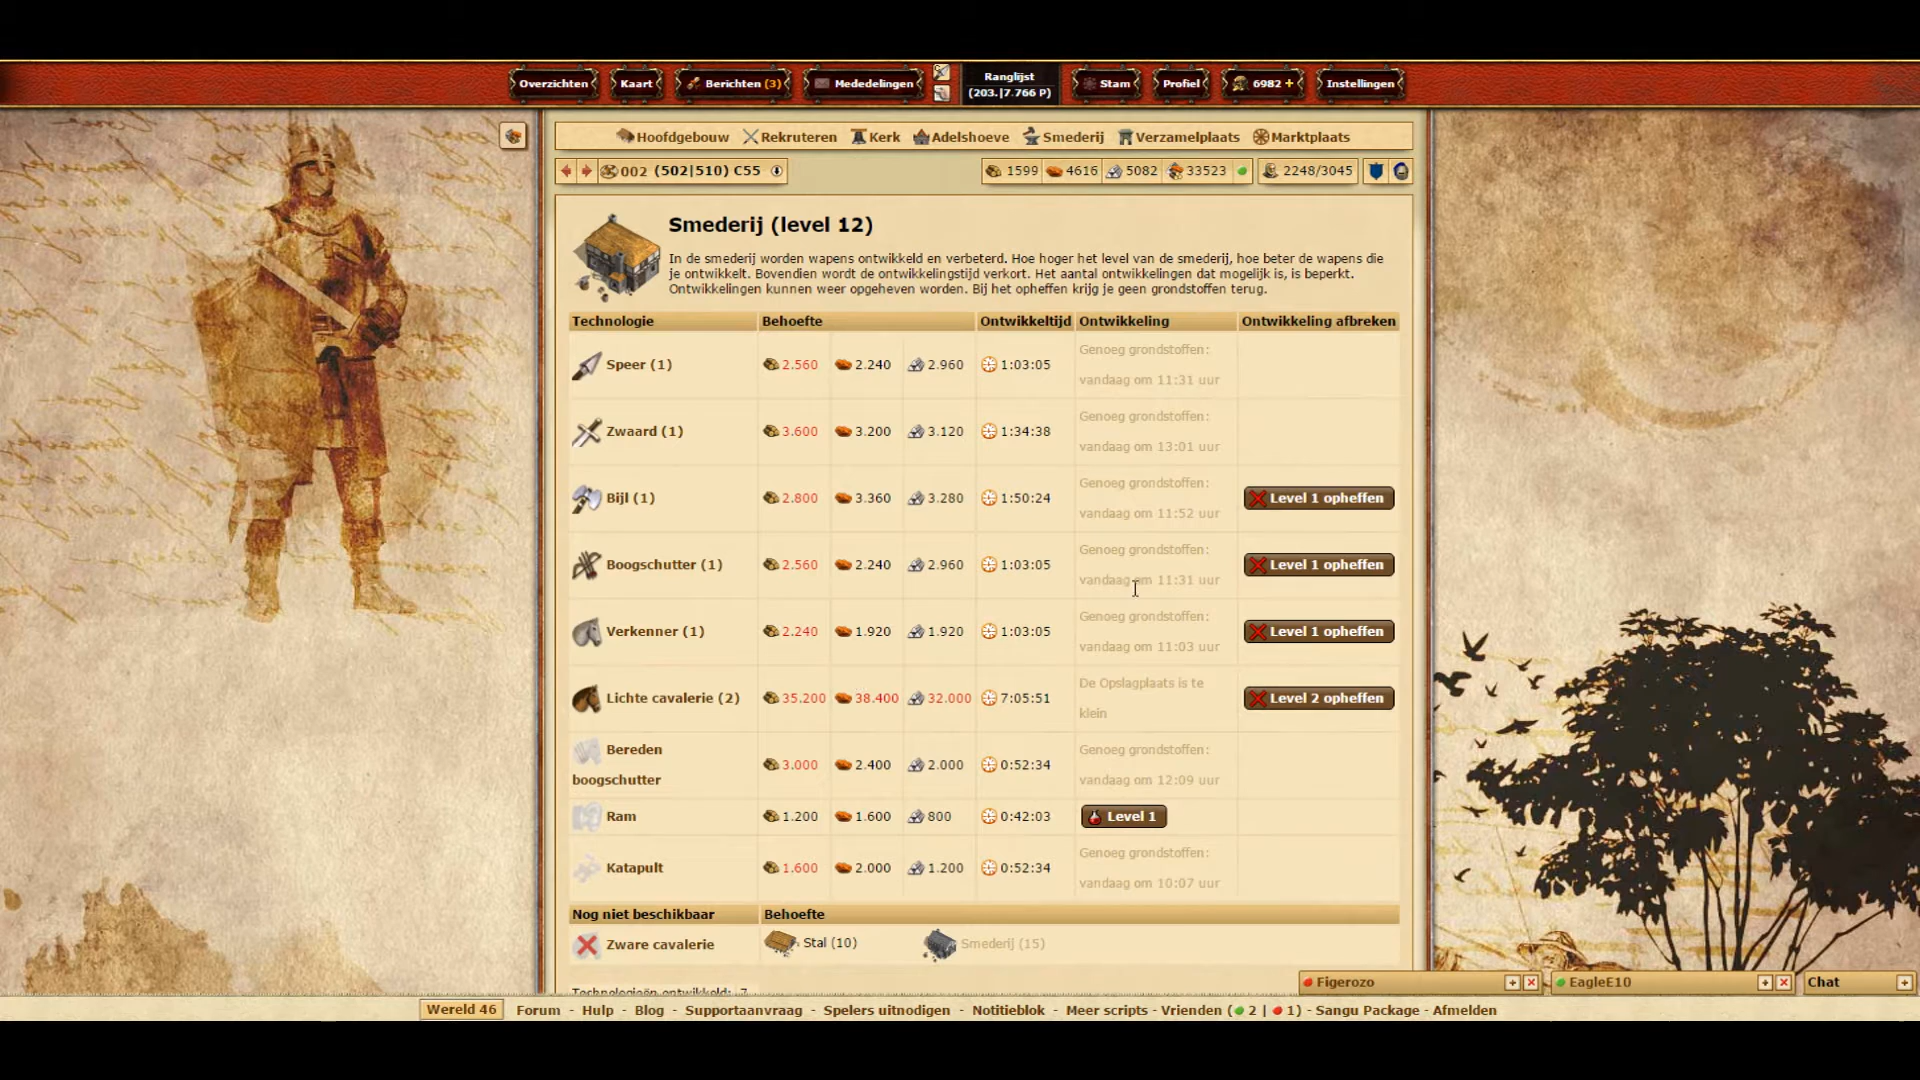 Overzichten Kaart Berichten (3) Mededelingen Ranglijst Stam Profiel 6982 + Instellingen
(203.|7.766 P)
Hoofdgebouw Rekruteren Kerk Adelshoeve Smederij Verzamelplaats Marktplaats
002 (502|510) C55 1599 4616 5082 33523 2248/3045
Smederij (level 12)
In de smederij worden wapens ontwikkeld en verbeterd. Hoe hoger het level van de smederij, hoe beter de wapens die
je ontwikkelt. Bovendien wordt de ontwikkelingstijd verkort. Het aantal ontwikkelingen dat mogelijk is, is beperkt.
Ontwikkelingen kunnen weer opgeheven worden. Bij het opheffen krijg je geen grondstoffen terug.
Technologie Behoefte Ontwikkeltijd Ontwikkeling Ontwikkeling afbreken
Speer (1) 2.560 2.240 2.960 1:03:05 Genoeg grondstoffen:
vandaag om 11:31 uur
Zwaard (1) 3.600 3.200 3.120 1:34:38 Genoeg grondstoffen:
vandaag om 13:01 uur
Bijl (1) 2.800 3.360 3.280 1:50:24 Genoeg grondstoffen: Level 1 opheffen
vandaag om 11:52 uur
Boogschutter (1) 2.560 2.240 2.960 1:03:05 Genoeg grondstoffen: Level 1 opheffen
vandaag om 11:31 uur
Verkenner (1) 2.240 1.920 1.920 1:03:05 Genoeg grondstoffen: Level 1 opheffen
vandaag om 11:03 uur
Lichte cavalerie (2) 35.200 38.400 32.000 7:05:51 De Opslagplaats is te Level 2 opheffen
klein
Bereden 3.000 2.400 2.000 0:52:34 Genoeg grondstoffen:
boogschutter vandaag om 12:09 uur
Ram 1.200 1.600 800 0:42:03 Level 1
Katapult 1.600 2.000 1.200 0:52:34 Genoeg grondstoffen:
vandaag om 10:07 uur
Nog niet beschikbaar Behoefte
Zware cavalerie Stal (10) Smederij (15)
Technologieën ontwikkeld: 7
Figerozo EagleE10 Chat
Wereld 46 Forum - Hulp - Blog - Supportaanvraag - Spelers uitnodigen - Notitieblok - Meer scripts - Vrienden (2 | 1) - Sangu Package - Afmelden